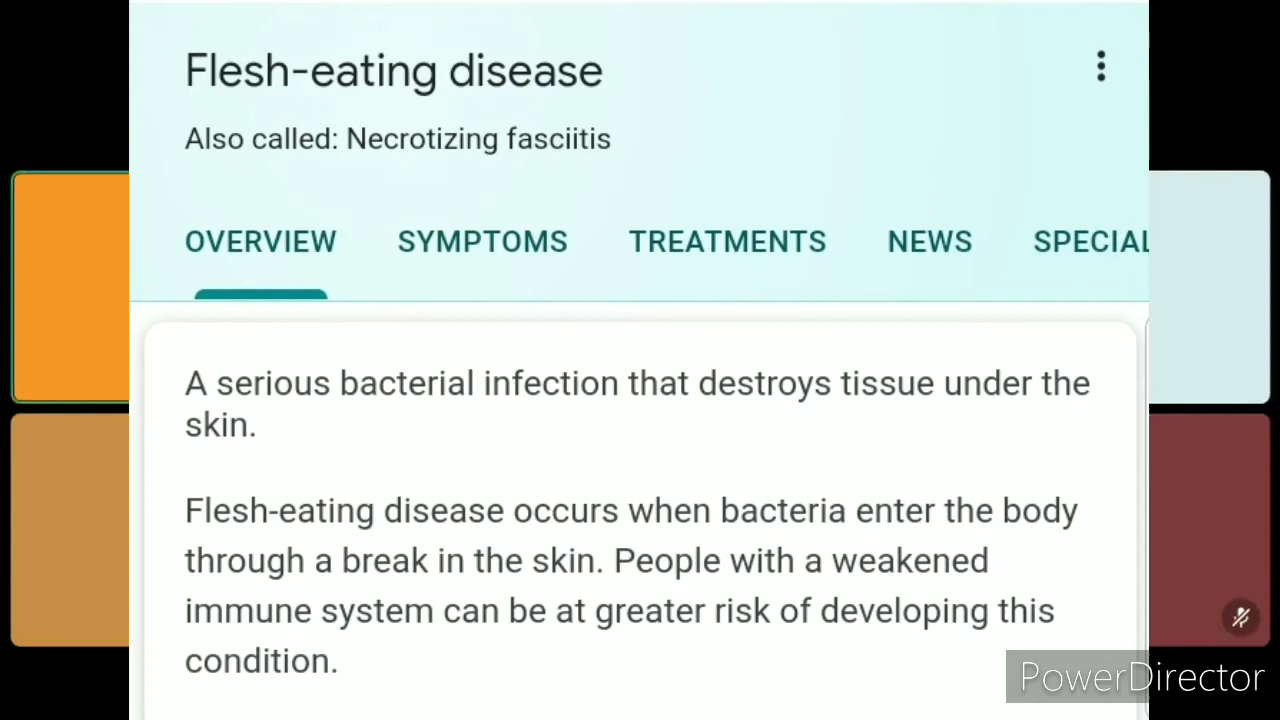 Flesh-eating disease
Also called: Necrotizing fasciitis
OVERVIEW SYMPTOMS TREATMENTS NEWS SPECIAL
A serious bacterial infection that destroys tissue under the
skin.
Flesh-eating disease occurs when bacteria enter the body
through a break in the skin. People with a weakened
immune system can be at greater risk of developing this
condition.
PowerDirector